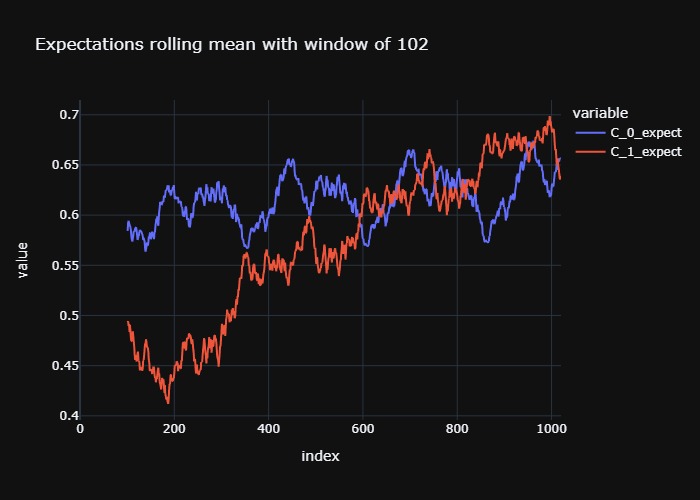 Expectations rolling mean with window of 102
variable
C_0_expect
C_1_expect
value
0.7
0.65
0.6
0.55
0.5
0.45
0.4
0
200
400
600
800
1000
index